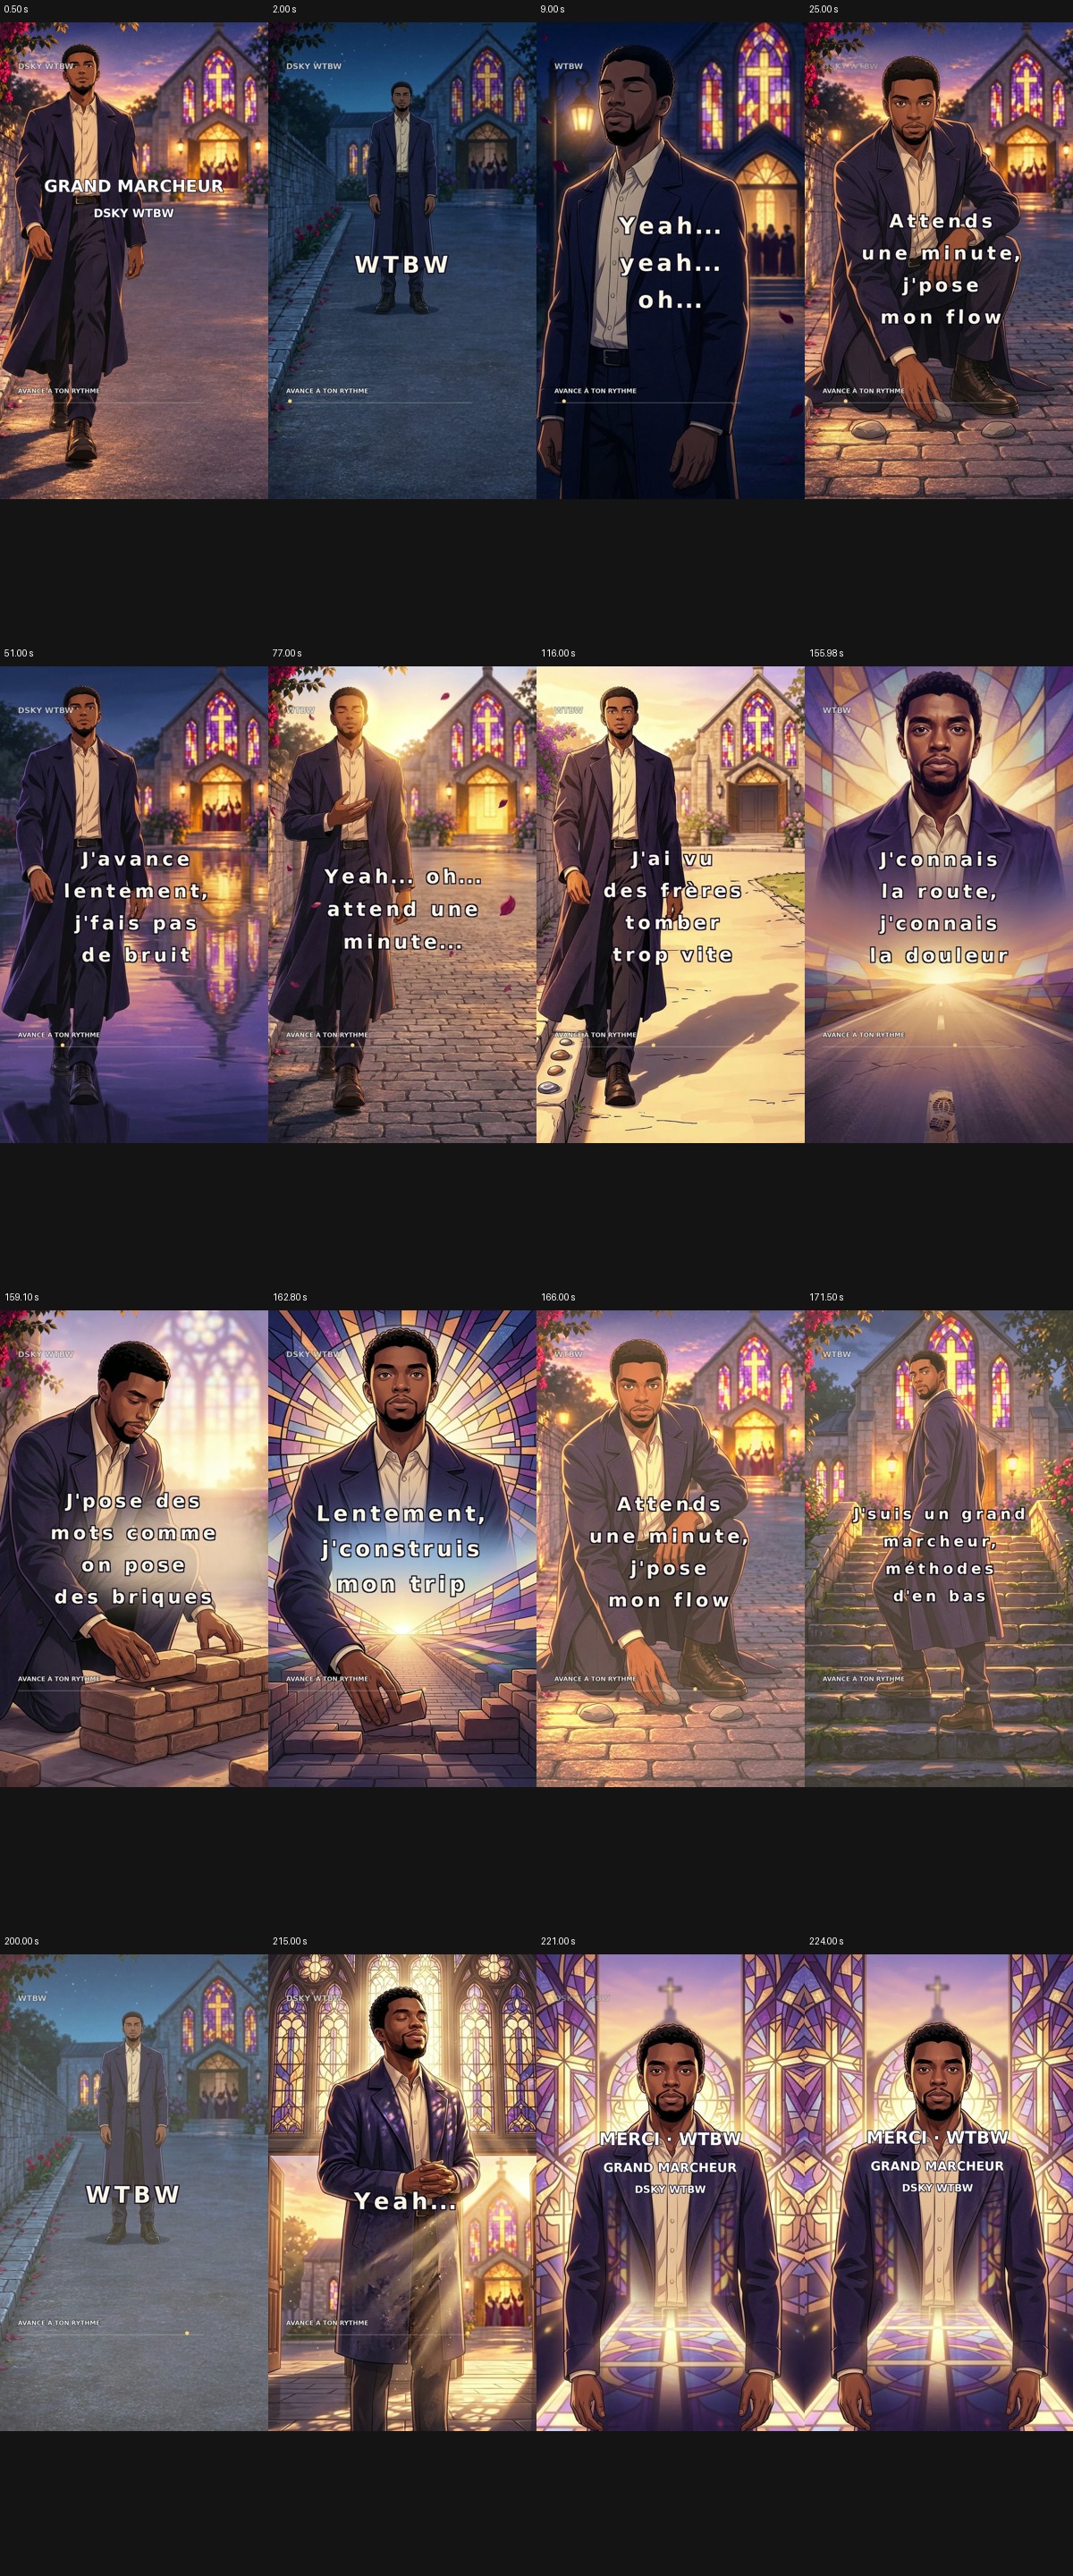 0.50 s
DSKY WTBW
GRAND MARCHEUR
DSKY WTBW
AVANCE À TON RYTHME
2.00 s
DSKY WTBW
WTBW
AVANCE À TON RYTHME
9.00 s
WTBW
Yeah...
yeah...
oh...
AVANCE À TON RYTHME
25.00 s
DSKY WTBW
Attends
une minute,
j'pose
mon flow
AVANCE À TON RYTHME
51.00 s
DSKY WTBW
J'avance
lentement,
j'fais pas
de bruit
AVANCE À TON RYTHME
77.00 s
WTBW
Yeah... oh...
attend une
minute...
AVANCE À TON RYTHME
116.00 s
WTBW
J'ai vu
des frères
tomber
trop vite
AVANCE À TON RYTHME
155.98 s
WTBW
J'connais
la route,
j'connais
la douleur
AVANCE À TON RYTHME
159.10 s
DSKY WTBW
J'pose des
mots comme
on pose
des briques
AVANCE À TON RYTHME
162.80 s
DSKY WTBW
Lentement,
j'construis
mon trip
AVANCE À TON RYTHME
166.00 s
WTBW
Attends
une minute,
j'pose
mon flow
AVANCE À TON RYTHME
171.50 s
WTBW
J'suis un grand
marcheur,
méthodes
d'en bas
AVANCE À TON RYTHME
200.00 s
WTBW
WTBW
AVANCE À TON RYTHME
215.00 s
DSKY WTBW
Yeah...
AVANCE À TON RYTHME
221.00 s
DSKY WTBW
MERCI · WTBW
GRAND MARCHEUR
DSKY WTBW
224.00 s
MERCI · WTBW
GRAND MARCHEUR
DSKY WTBW